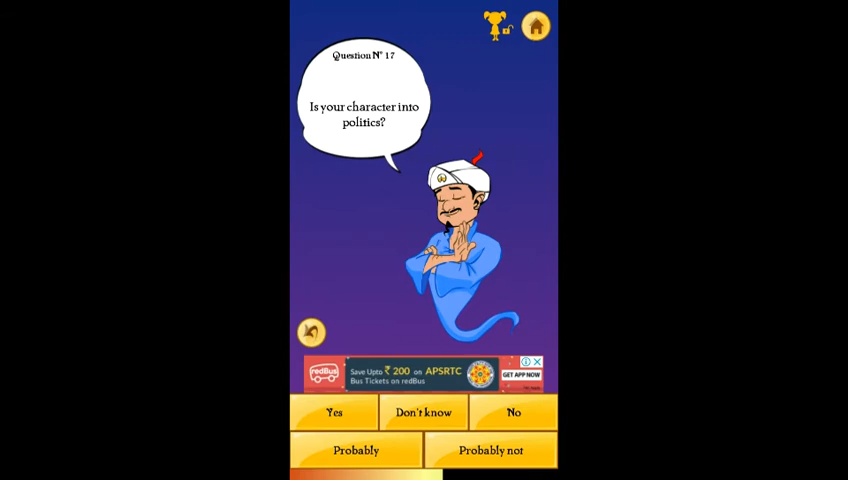 Question N° 17
Is your character into
politics?
redBus
Save Upto ₹ 200 on APSRTC
Bus Tickets on redBus
GET APP NOW
Yes
Don't know
No
Probably
Probably not